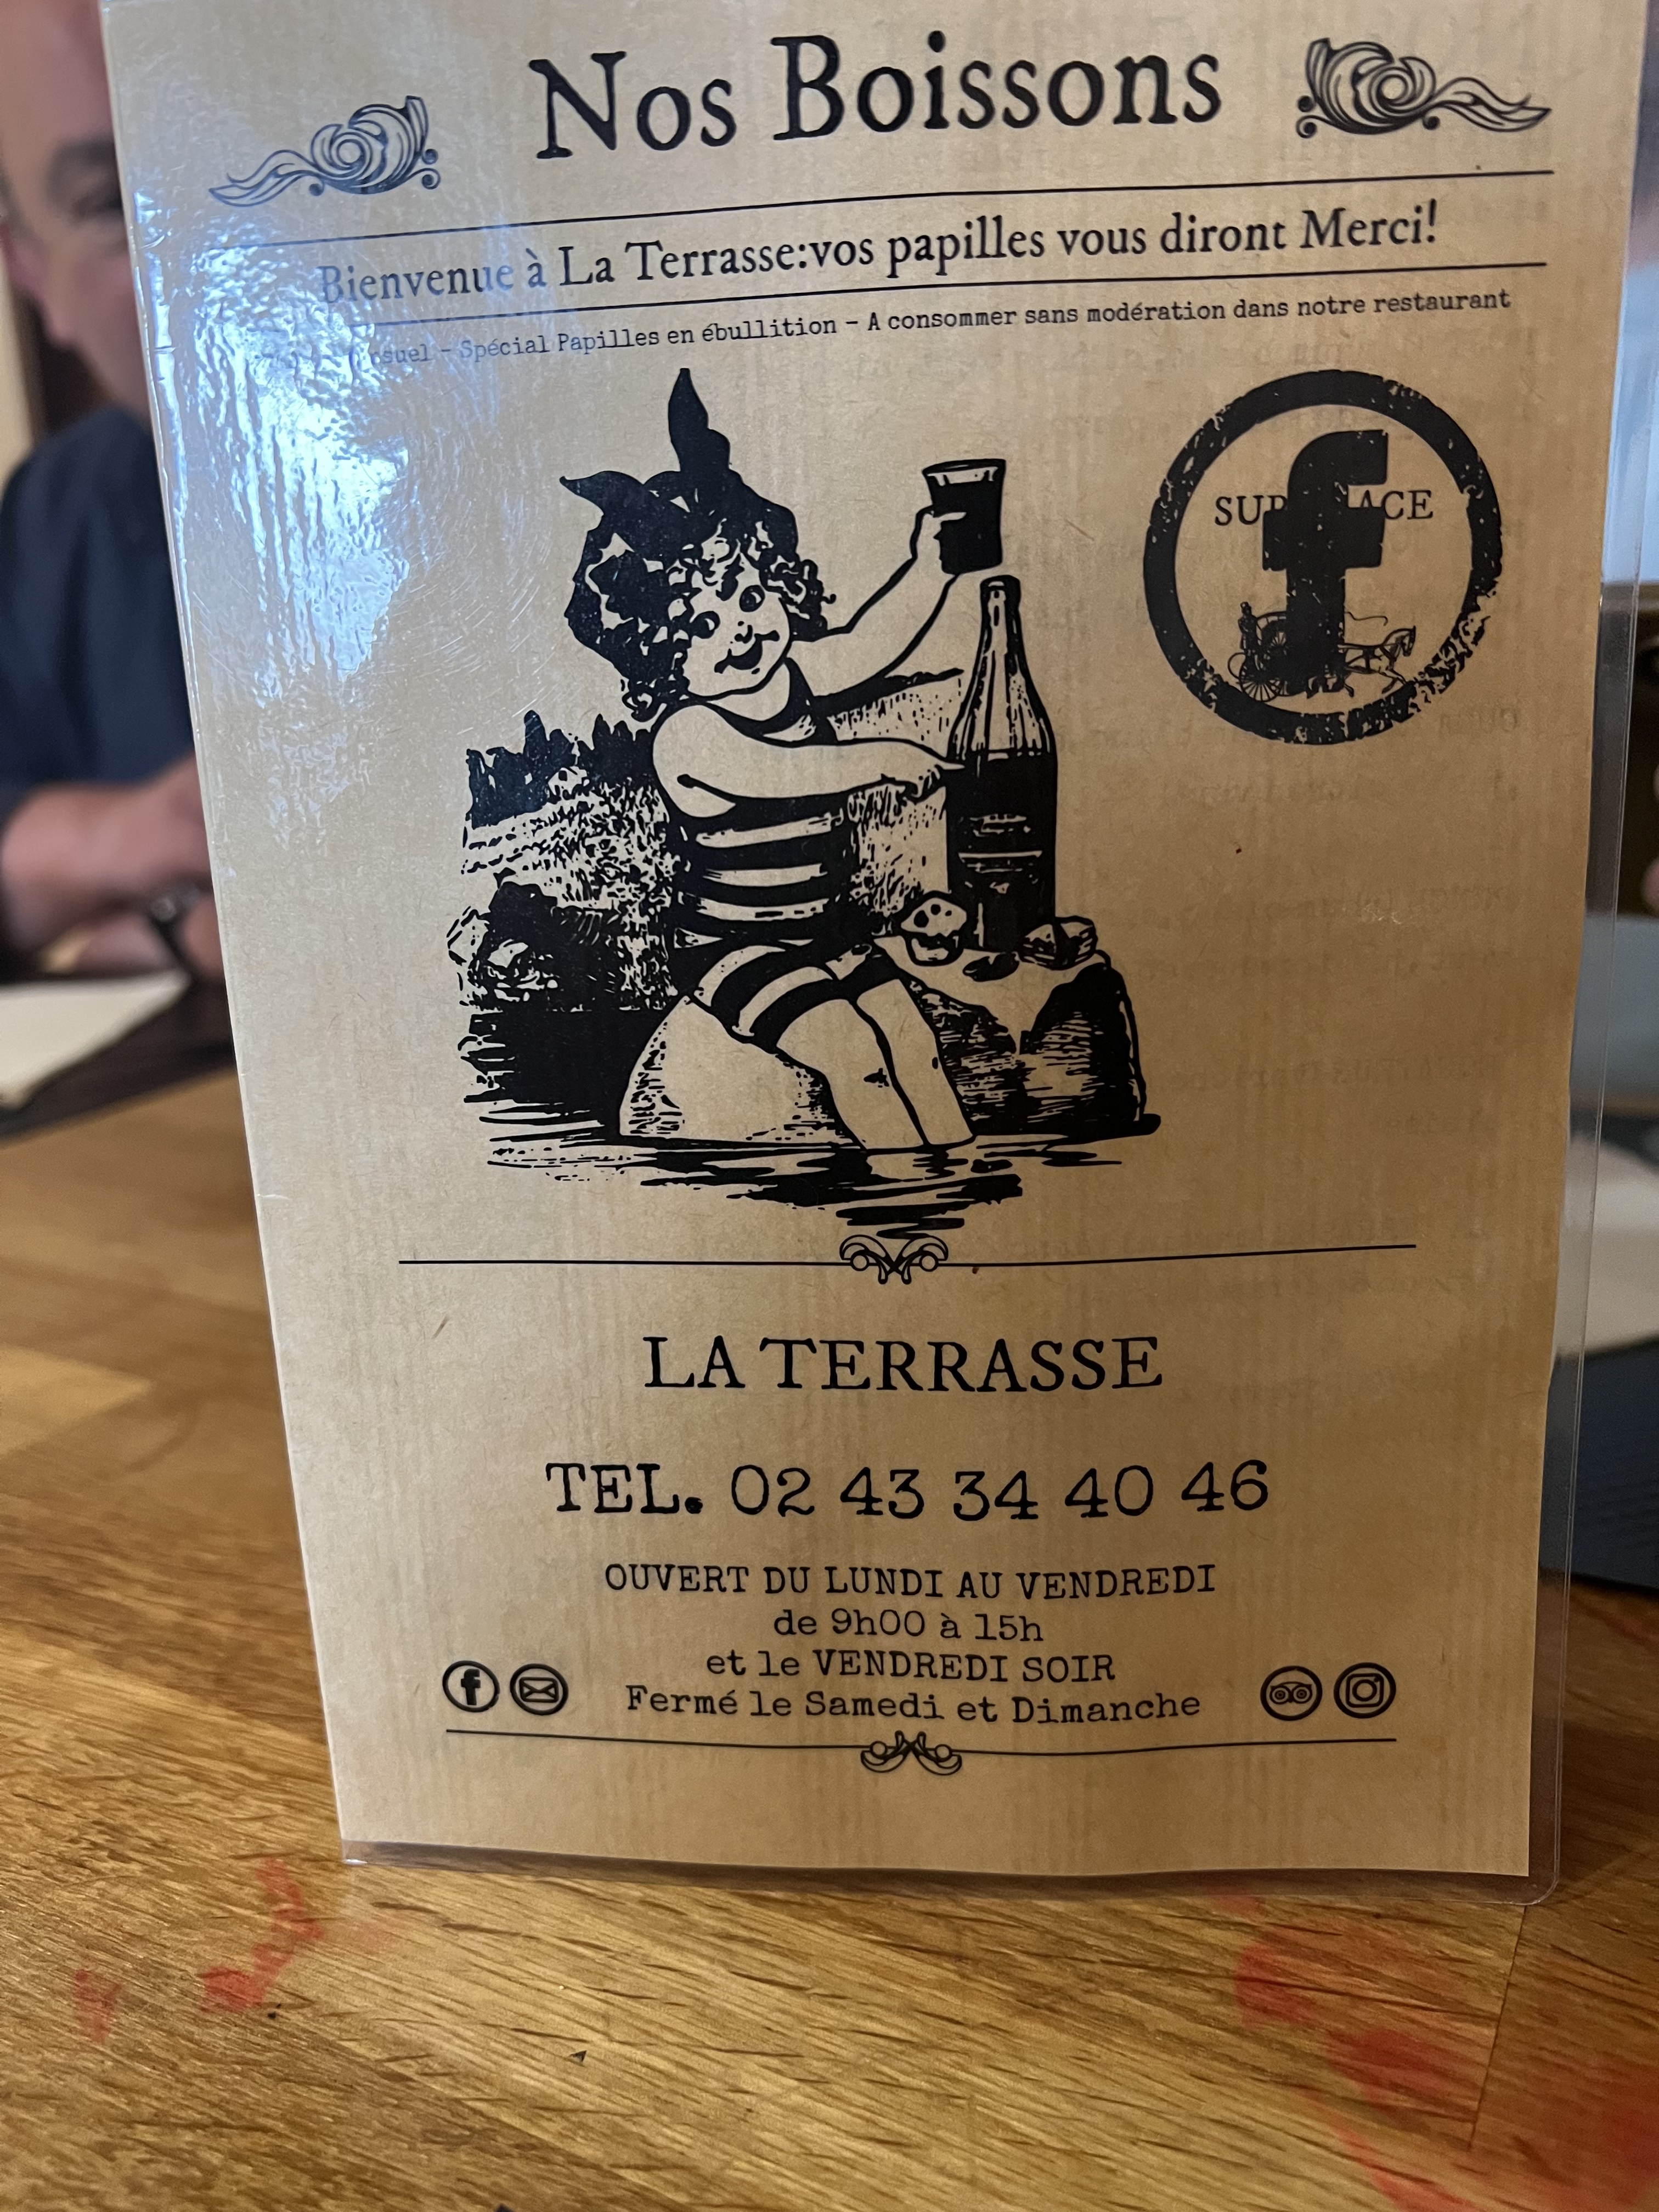 Nos Boissons
Bienvenue à La Terrasse:vos papilles vous diront Merci!
- Spécial Papilles en ébullition - A consommer sans modération dans notre restaurant
f
LA TERRASSE
TEL. 02 43 34 40 46
OUVERT DU LUNDI AU VENDREDI
de 9h00 à 15h
et le VENDREDI SOIR
Fermé le Samedi et Dimanche